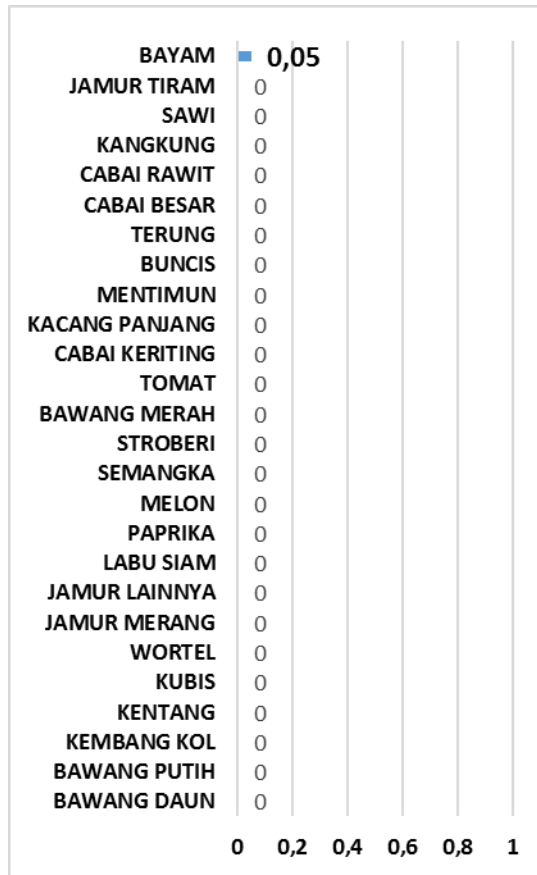 BAYAM 0,05
JAMUR TIRAM 0
SAWI 0
KANGKUNG 0
CABAI RAWIT 0
CABAI BESAR 0
TERUNG 0
BUNCIS 0
MENTIMUN 0
KACANG PANJANG 0
CABAI KERITING 0
TOMAT 0
BAWANG MERAH 0
STROBERI 0
SEMANGKA 0
MELON 0
PAPRIKA 0
LABU SIAM 0
JAMUR LAINNYA 0
JAMUR MERANG 0
WORTEL 0
KUBIS 0
KENTANG 0
KEMBANG KOL 0
BAWANG PUTIH 0
BAWANG DAUN 0
0 0,2 0,4 0,6 0,8 1